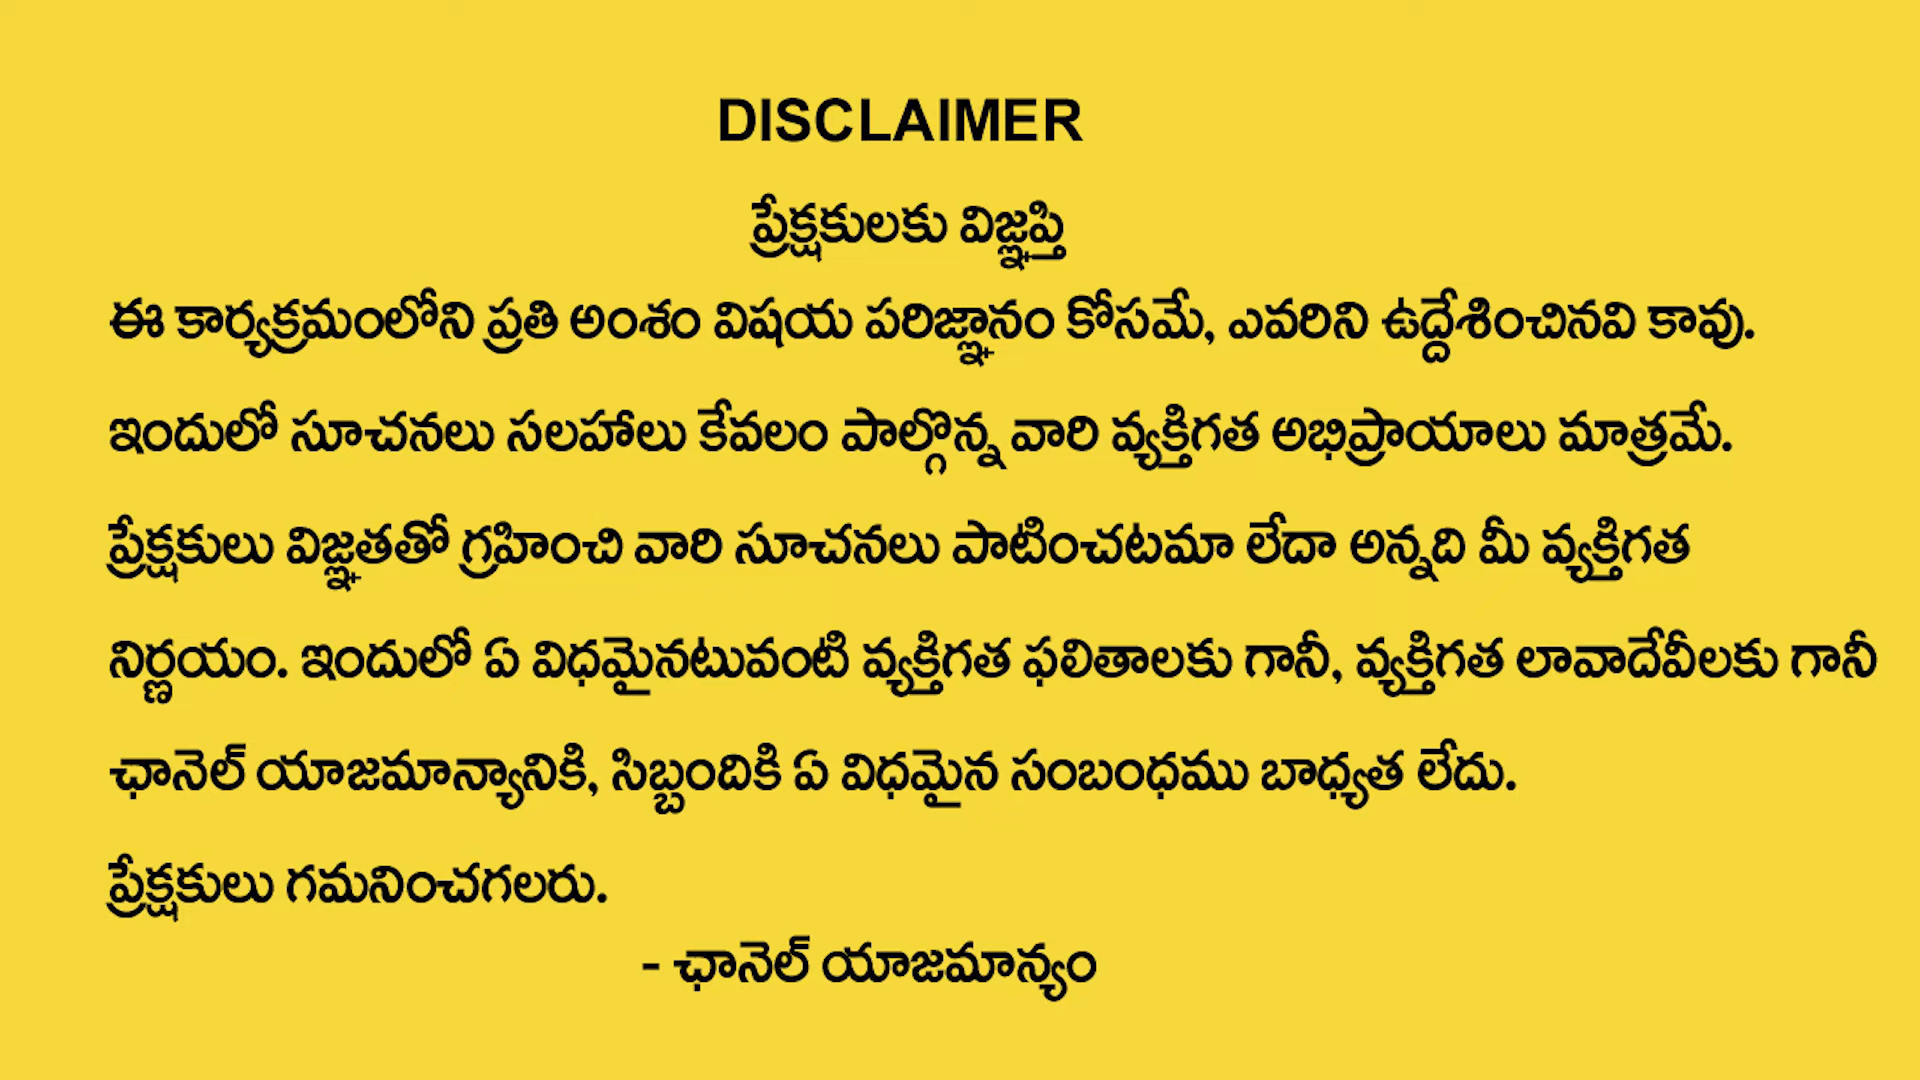 DISCLAIMER
ప్రేక్షకులకు విజ్ఞప్తి
ఈ కార్యక్రమంలోని ప్రతి అంశం విషయ పరిజ్ఞానం కోసమే, ఎవరిని ఉద్దేశించినవి కావు.
ఇందులో సూచనలు సలహాలు కేవలం పాల్గొన్న వారి వ్యక్తిగత అభిప్రాయాలు మాత్రమే.
ప్రేక్షకులు విజ్ఞతతో గ్రహించి వారి సూచనలు పాటించటమా లేదా అన్నది మీ వ్యక్తిగత
నిర్ణయం. ఇందులో ఏ విధమైనటువంటి వ్యక్తిగత ఫలితాలకు గానీ, వ్యక్తిగత లావాదేవీలకు గానీ
ఛానెల్ యాజమాన్యానికి, సిబ్బందికి ఏ విధమైన సంబంధము బాధ్యత లేదు.
ప్రేక్షకులు గమనించగలరు.
- ఛానెల్ యాజమాన్యం